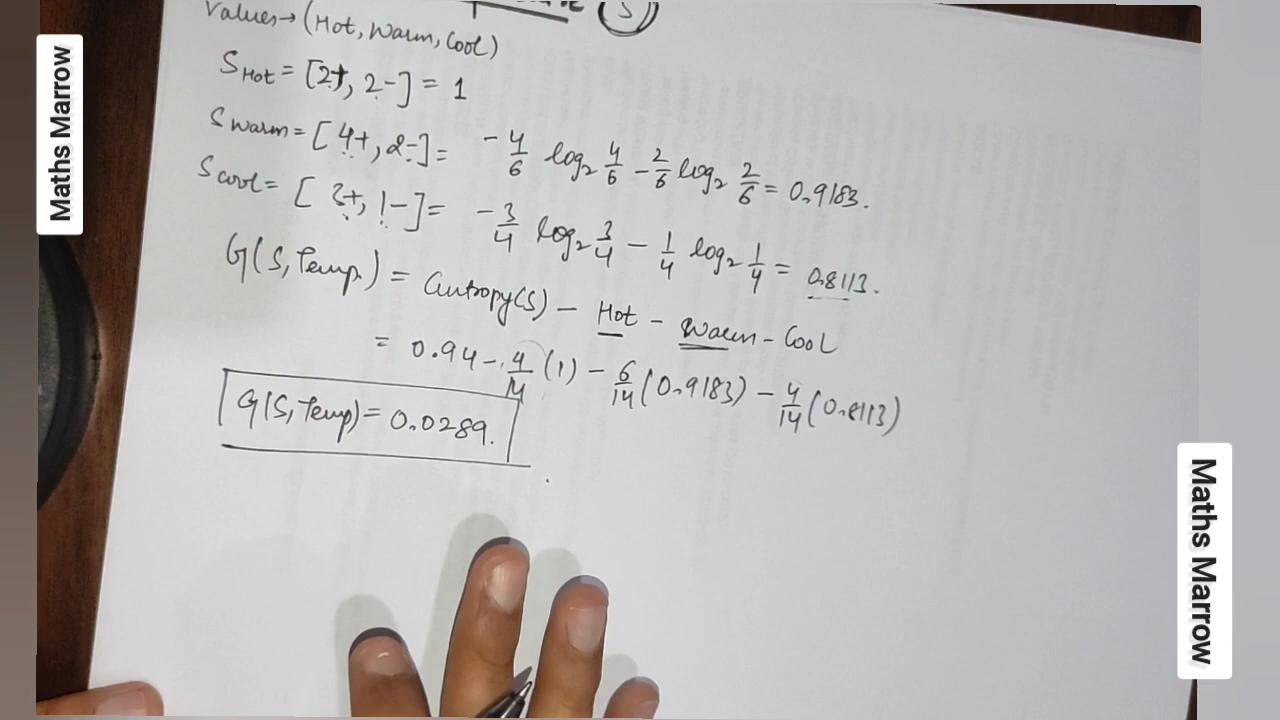 Values → (Hot, Warm, Cool)
S Hot = [2+, 2-] = 1
S warm = [4+, 2-] = - 4/6 log₂ 4/6 - 2/6 log₂ 2/6 = 0.9183.
S cool = [3+, 1-] = - 3/4 log₂ 3/4 - 1/4 log₂ 1/4 = 0.8113.
G(S, Temp.) = Entropy(S) - Hot - Warm - Cool
= 0.94 - 4/14 (1) - 6/14 (0.9183) - 4/14 (0.8113)
G(S, Temp) = 0.0289.
Maths Marrow
Maths Marrow